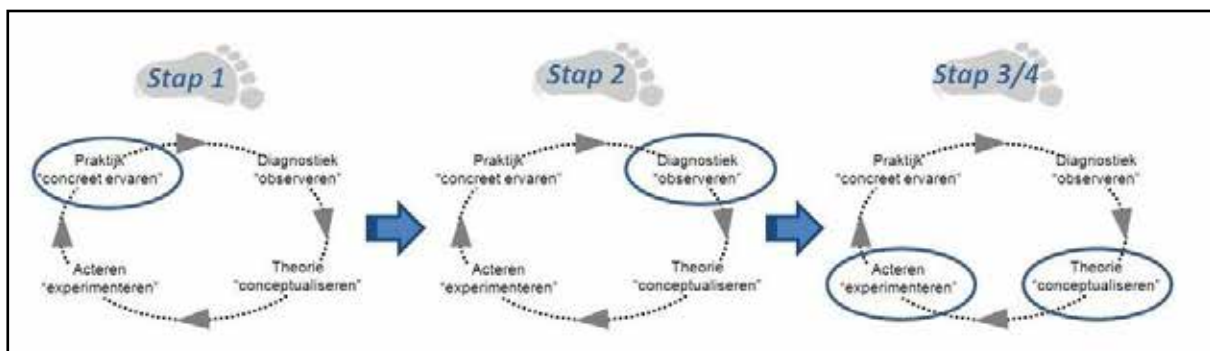 Stap 1
Praktijk
"concreet ervaren"
Diagnostiek
"observeren"
Acteren
"experimenteren"
Theorie
"conceptualiseren"
Stap 2
Praktijk
"concreet ervaren"
Diagnostiek
"observeren"
Acteren
"experimenteren"
Theorie
"conceptualiseren"
Stap 3/4
Praktijk
"concreet ervaren"
Diagnostiek
"observeren"
Acteren
"experimenteren"
Theorie
"conceptualiseren"